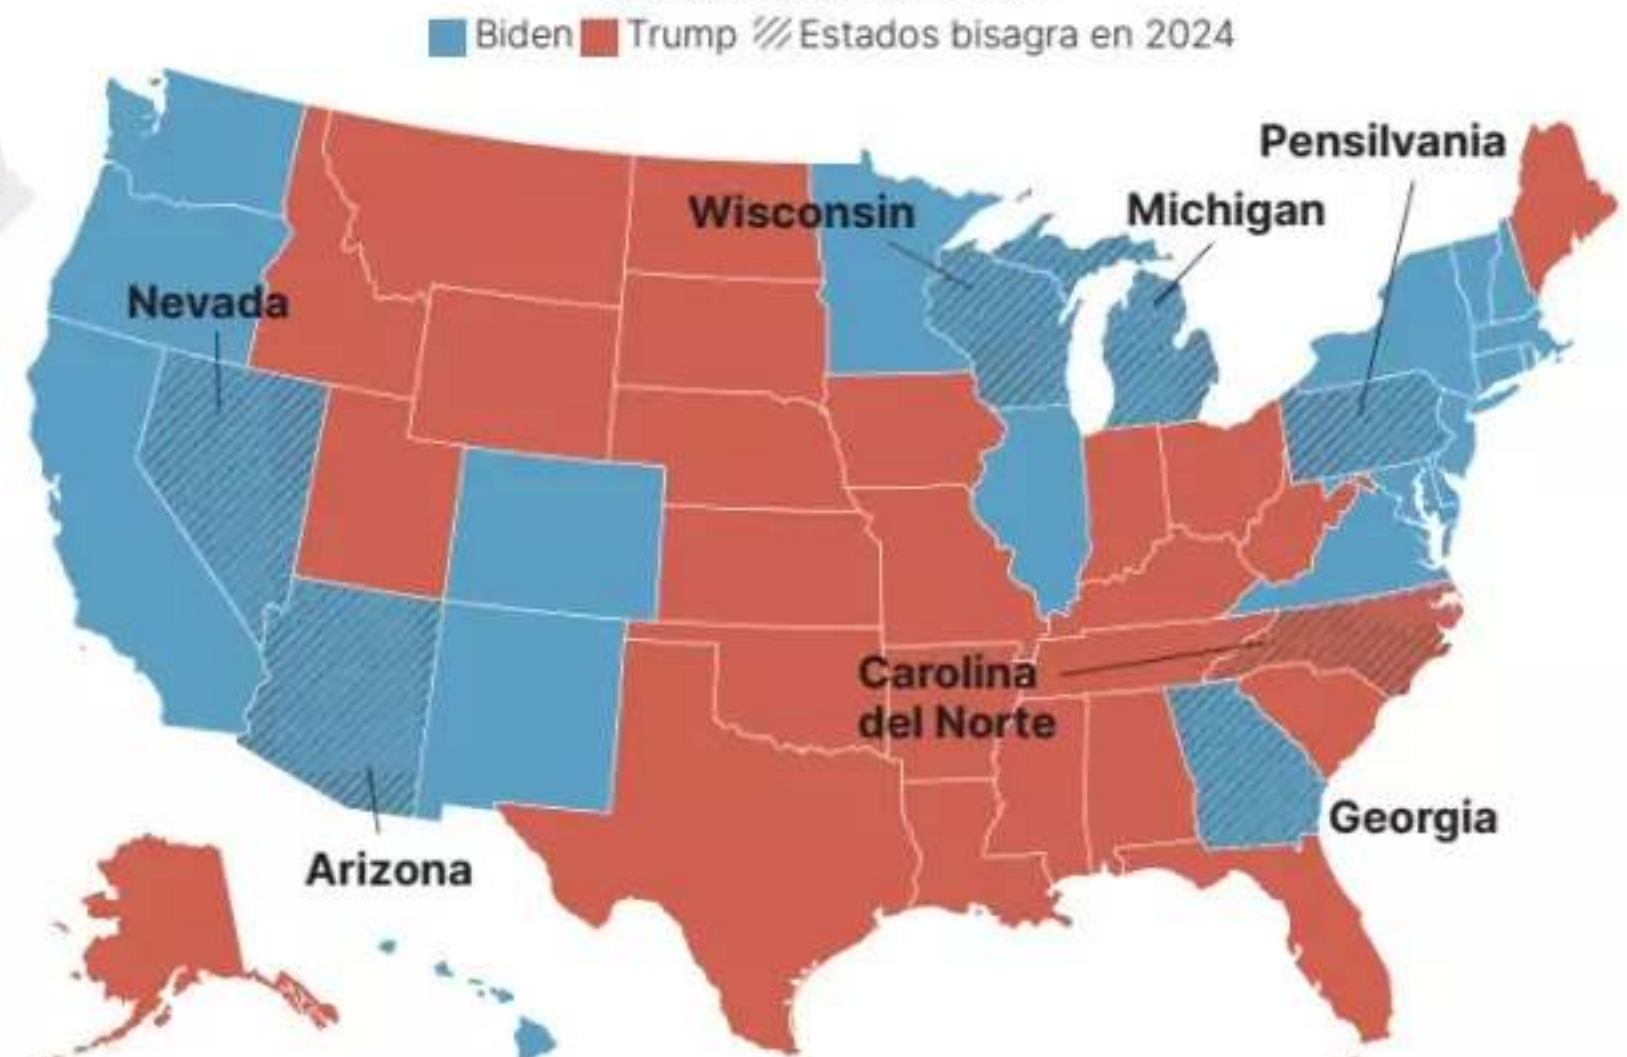 Biden Trump Estados bisagra en 2024
Pensilvania
Wisconsin
Michigan
Nevada
Carolina
del Norte
Georgia
Arizona